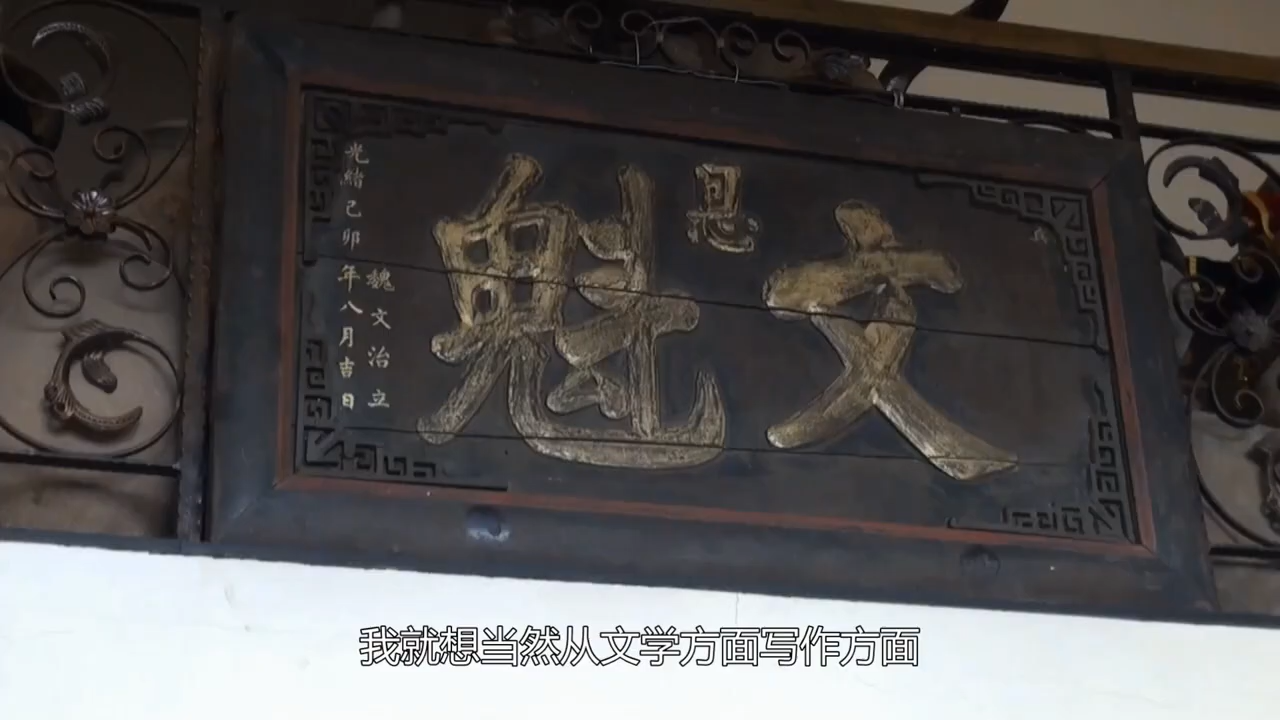 文魁
光緒己卯年八月吉日
魏文治立
我就想当然从文学方面写作方面